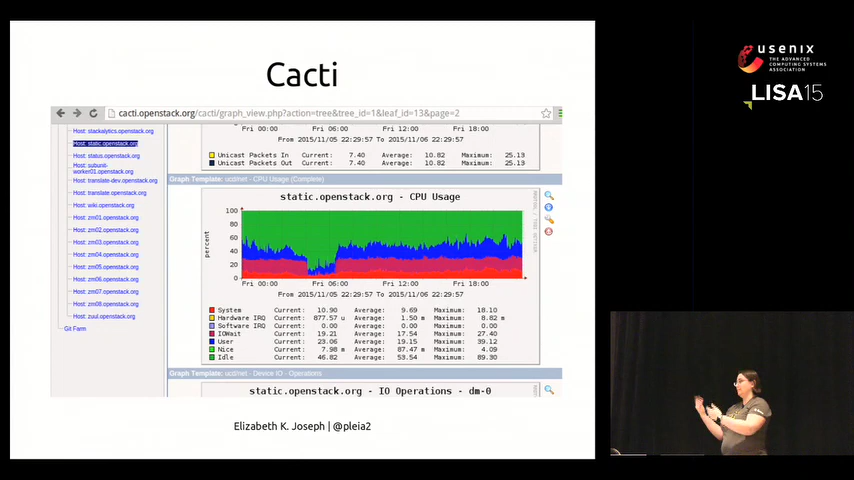 Cacti
cacti.openstack.org/cacti/graph_view.php?action=tree&tree_id=1&leaf_id=13&page=2
Host: stackalytics.openstack.org
Host: static.openstack.org
Host: status.openstack.org
Host: subunit-
worker01.openstack.org
Host: translate-dev.openstack.org
Host: translate.openstack.org
Host: wiki.openstack.org
Host: zm01.openstack.org
Host: zm02.openstack.org
Host: zm03.openstack.org
Host: zm04.openstack.org
Host: zm05.openstack.org
Host: zm06.openstack.org
Host: zm07.openstack.org
Host: zm08.openstack.org
Host: zuul.openstack.org
Git Farm
Fri 00:00 Fri 06:00 Fri 12:00 Fri 18:00
From 2015/11/05 22:29:57 To 2015/11/06 22:29:57
Unicast Packets In Current: 7.40 Average: 10.82 Maximum: 25.13
Unicast Packets Out Current: 7.40 Average: 10.82 Maximum: 25.13
Graph Template: ucd/net - CPU Usage (Complete)
static.openstack.org - CPU Usage
percent
100
80
60
40
20
0
Fri 00:00 Fri 06:00 Fri 12:00 Fri 18:00
From 2015/11/05 22:29:57 To 2015/11/06 22:29:57
System Current: 10.90 Average: 9.69 Maximum: 18.10
Hardware IRQ Current: 877.57 u Average: 1.50 m Maximum: 8.82 m
Software IRQ Current: 0.00 Average: 0.00 Maximum: 0.00
IOWait Current: 19.21 Average: 17.54 Maximum: 27.40
User Current: 23.06 Average: 19.15 Maximum: 39.12
Nice Current: 7.98 m Average: 87.47 m Maximum: 4.09
Idle Current: 46.82 Average: 53.54 Maximum: 89.30
Graph Template: ucd/net - Device IO - Operations
static.openstack.org - IO Operations - dm-0
Elizabeth K. Joseph | @pleia2
usenix
THE ADVANCED
COMPUTING SYSTEMS
ASSOCIATION
LISA15